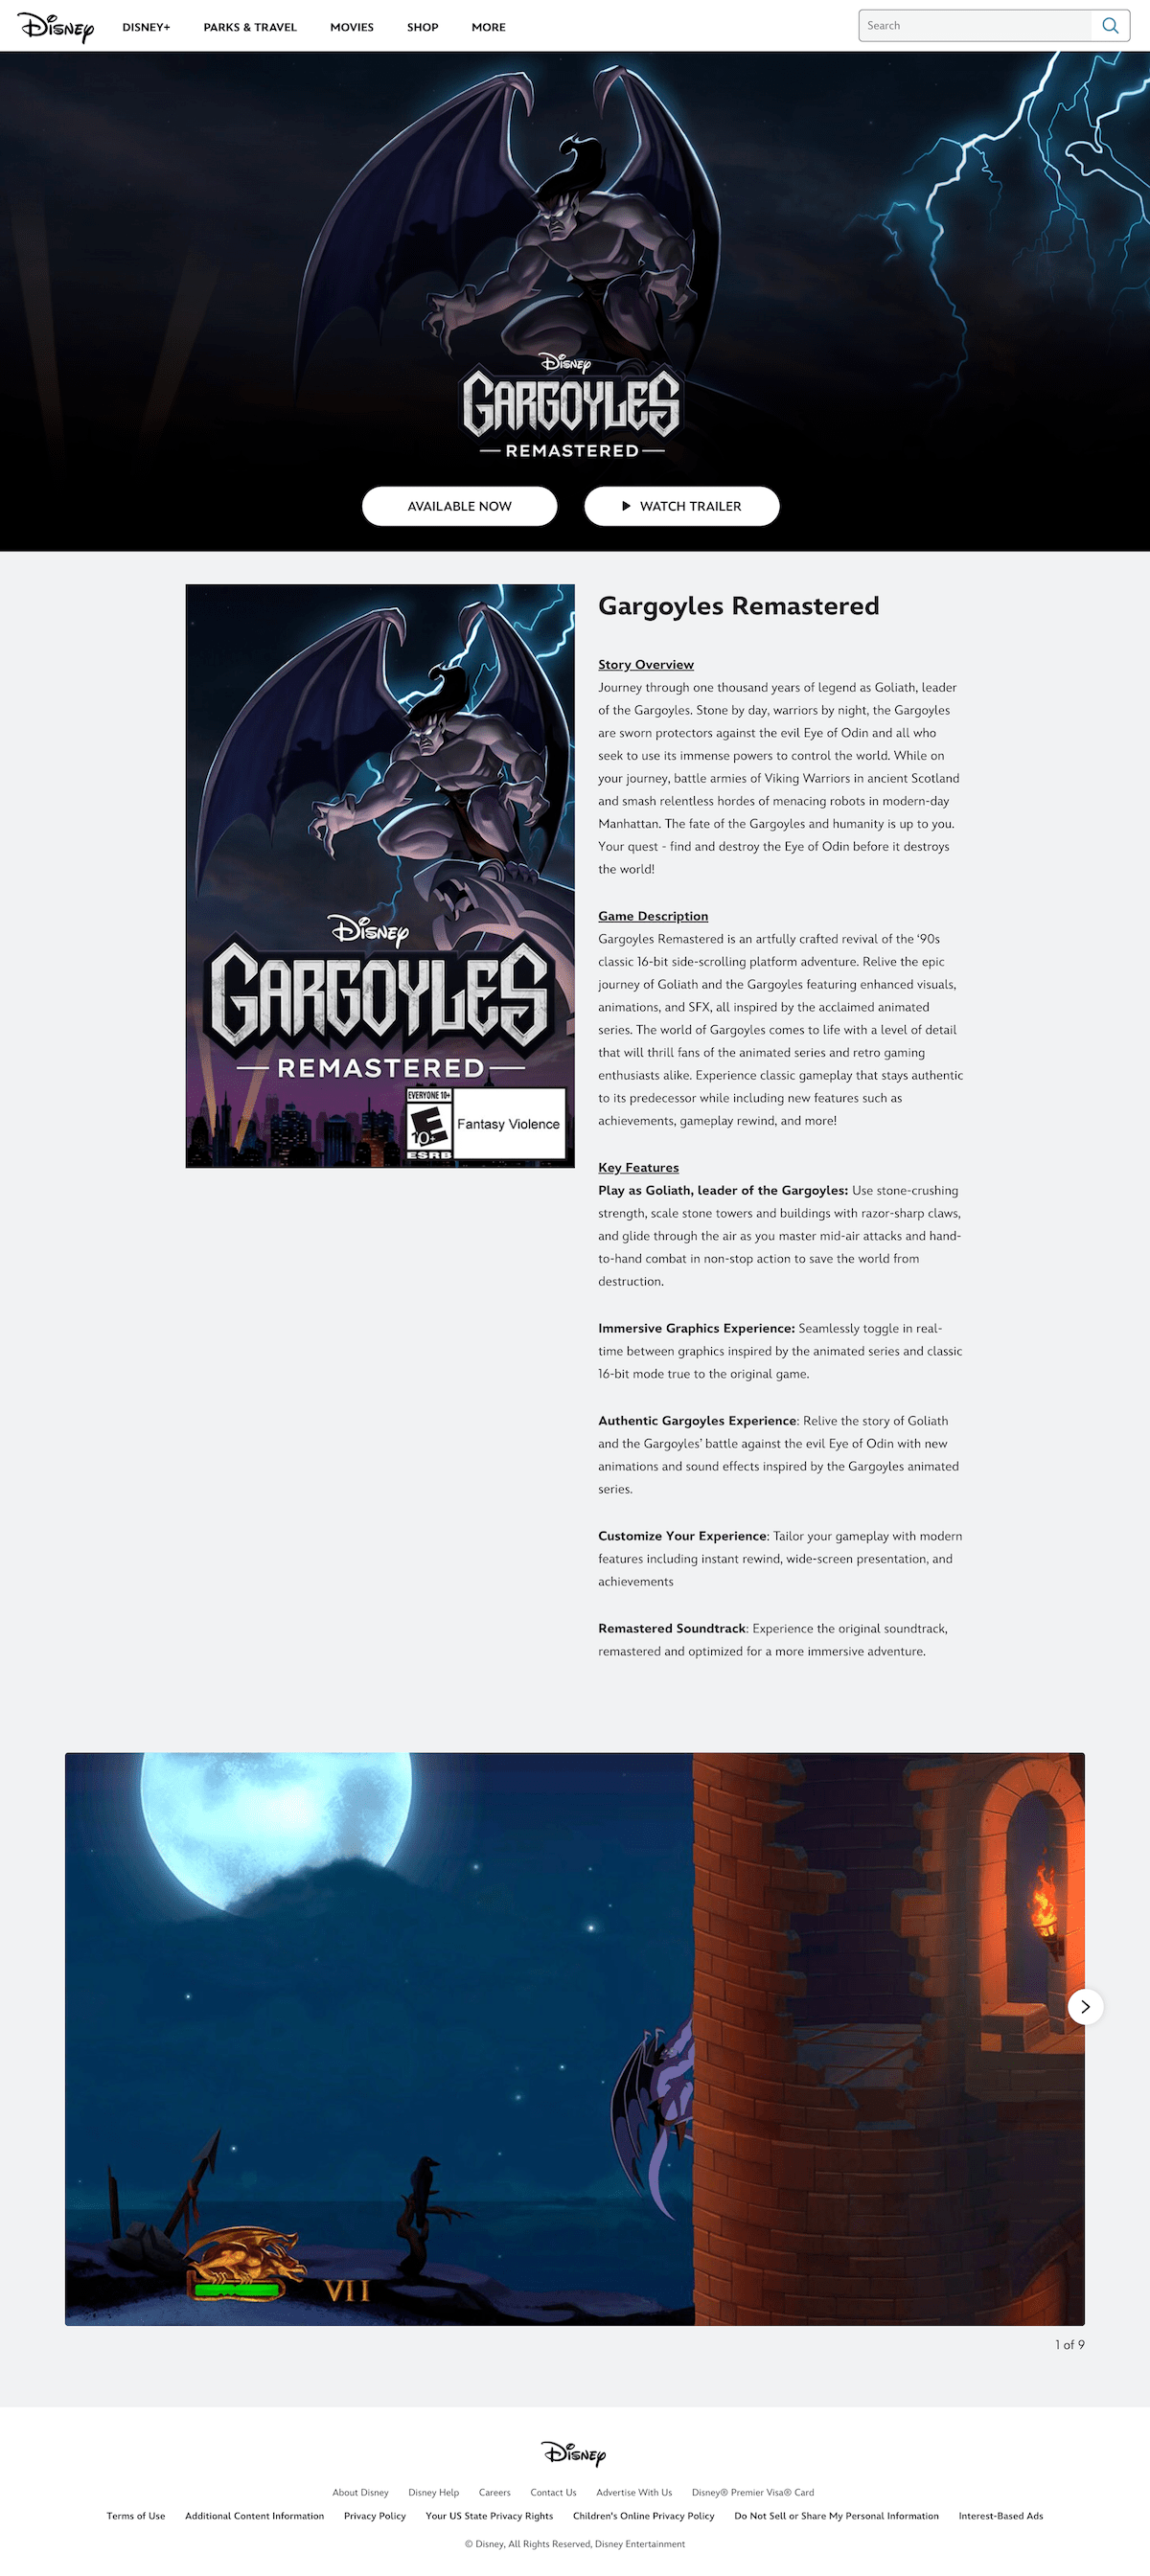 Disney
DISNEY+
PARKS & TRAVEL
MOVIES
SHOP
MORE
Search
Disney
GARGOYLES
REMASTERED
AVAILABLE NOW
WATCH TRAILER
Disney
GARGOYLES
REMASTERED
EVERYONE 10+
E
10+
ESRB
Fantasy Violence
Gargoyles Remastered
Story Overview
Journey through one thousand years of legend as Goliath, leader
of the Gargoyles. Stone by day, warriors by night, the Gargoyles
are sworn protectors against the evil Eye of Odin and all who
seek to use its immense powers to control the world. While on
your journey, battle armies of Viking Warriors in ancient Scotland
and smash relentless hordes of menacing robots in modern-day
Manhattan. The fate of the Gargoyles and humanity is up to you.
Your quest - find and destroy the Eye of Odin before it destroys
the world!
Game Description
Gargoyles Remastered is an artfully crafted revival of the ‘90s
classic 16-bit side-scrolling platform adventure. Relive the epic
journey of Goliath and the Gargoyles featuring enhanced visuals,
animations, and SFX, all inspired by the acclaimed animated
series. The world of Gargoyles comes to life with a level of detail
that will thrill fans of the animated series and retro gaming
enthusiasts alike. Experience classic gameplay that stays authentic
to its predecessor while including new features such as
achievements, gameplay rewind, and more!
Key Features
Play as Goliath, leader of the Gargoyles: Use stone-crushing
strength, scale stone towers and buildings with razor-sharp claws,
and glide through the air as you master mid-air attacks and hand-
to-hand combat in non-stop action to save the world from
destruction.
Immersive Graphics Experience: Seamlessly toggle in real-
time between graphics inspired by the animated series and classic
16-bit mode true to the original game.
Authentic Gargoyles Experience: Relive the story of Goliath
and the Gargoyles’ battle against the evil Eye of Odin with new
animations and sound effects inspired by the Gargoyles animated
series.
Customize Your Experience: Tailor your gameplay with modern
features including instant rewind, wide-screen presentation, and
achievements
Remastered Soundtrack: Experience the original soundtrack,
remastered and optimized for a more immersive adventure.
VII
1 of 9
Disney
About Disney
Disney Help
Careers
Contact Us
Advertise With Us
Disney® Premier Visa® Card
Terms of Use
Additional Content Information
Privacy Policy
Your US State Privacy Rights
Children's Online Privacy Policy
Do Not Sell or Share My Personal Information
Interest-Based Ads
© Disney, All Rights Reserved, Disney Entertainment